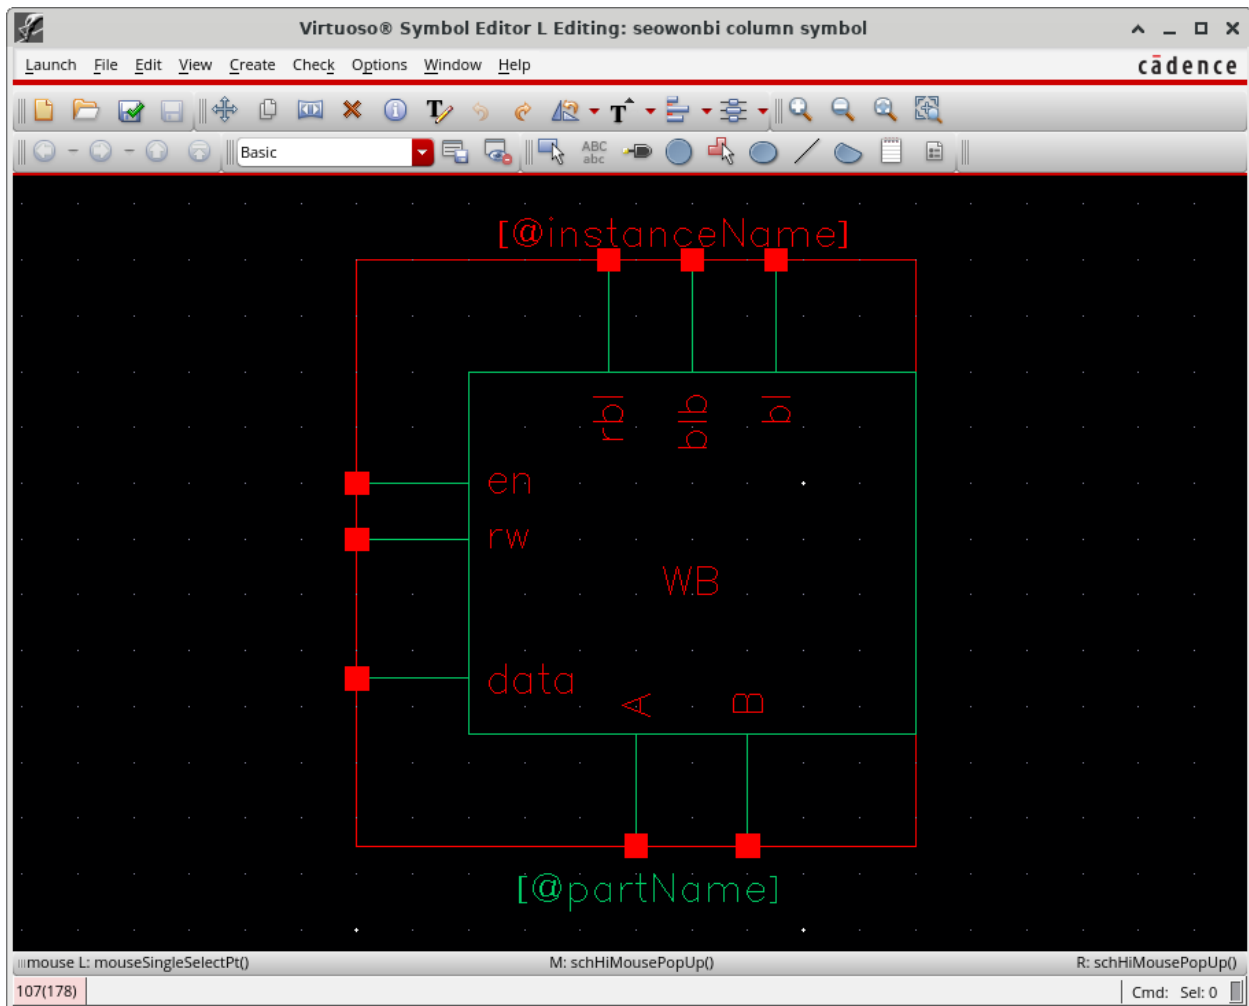 Virtuoso® Symbol Editor L Editing: seowonbi column symbol
Launch File Edit View Create Check Options Window Help
cādence
T T
Basic
ABC
abc
[@instanceName]
rbl blb bl
en
rw
WB
data
A B
[@partName]
mouse L: mouseSingleSelectPt() M: schHiMousePopUp() R: schHiMousePopUp()
107(178) Cmd: Sel: 0